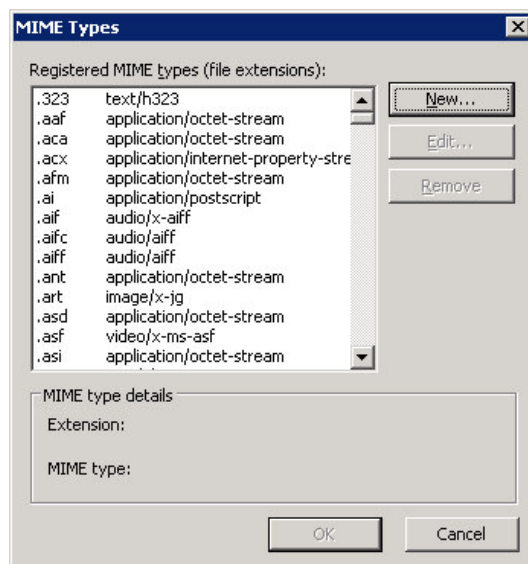 MIME Types
Registered MIME types (file extensions):
.323 text/h323
.aaf application/octet-stream
.aca application/octet-stream
.acx application/internet-property-stre
.afm application/octet-stream
.ai application/postscript
.aif audio/x-aiff
.aifc audio/aiff
.aiff audio/aiff
.ant application/octet-stream
.art image/x-jg
.asd application/octet-stream
.asf video/x-ms-asf
.asi application/octet-stream
New...
Edit...
Remove
MIME type details
Extension:
MIME type:
OK Cancel